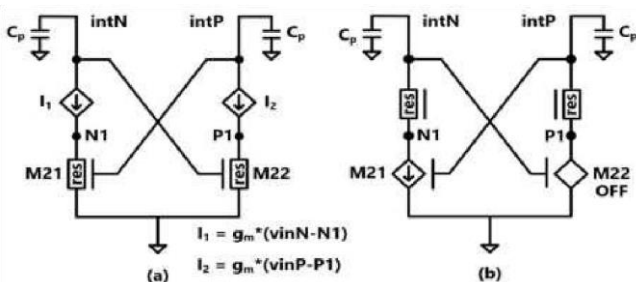 intN intP intN intP
Cp Cp Cp Cp
I1 I2 res res
N1 P1 N1 P1
M21 res res M22 M21 M22
OFF
I1 = gm*(vinN-N1)
(a) I2 = gm*(vinP-P1) (b)